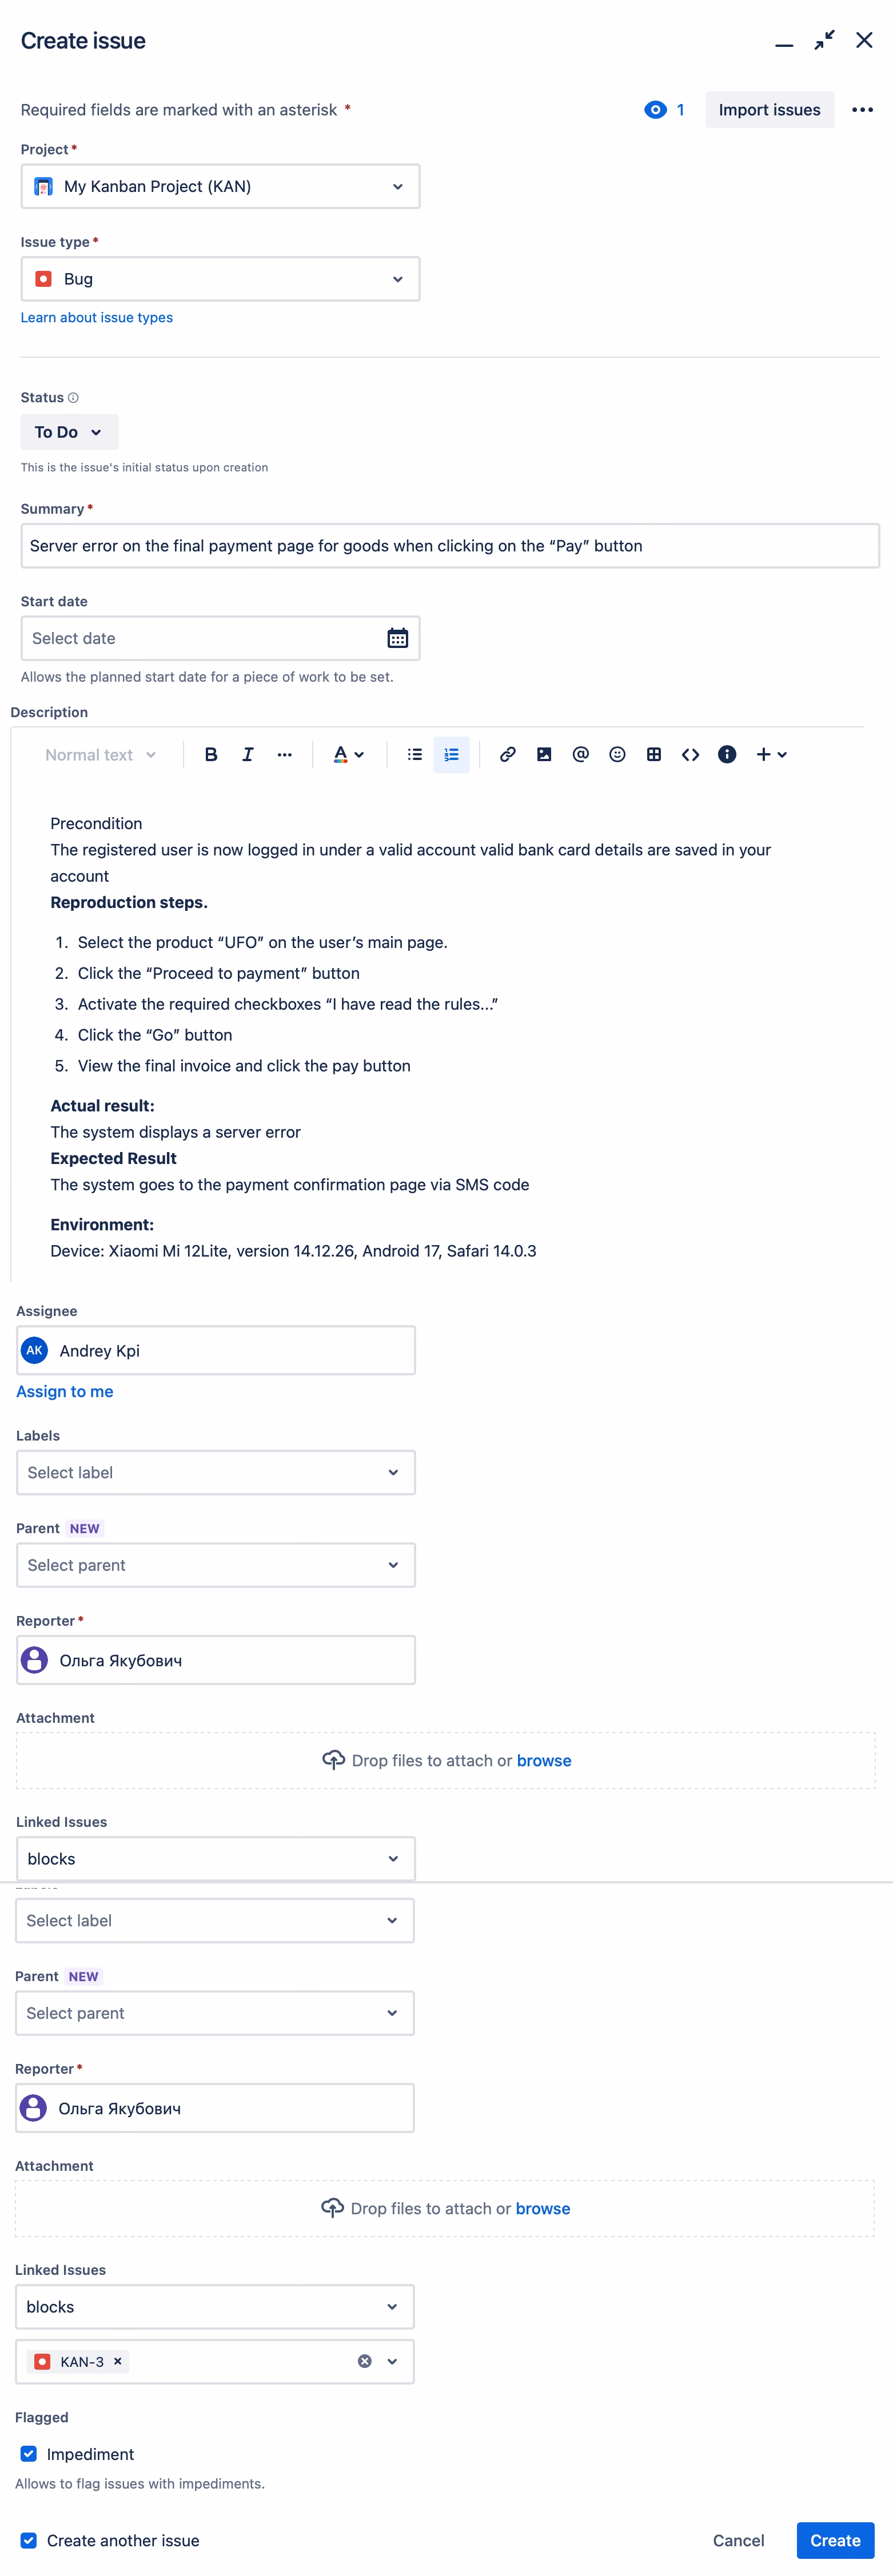 Create issue
Required fields are marked with an asterisk *
1
Import issues
Project*
My Kanban Project (KAN)
Issue type*
Bug
Learn about issue types
Status
To Do
This is the issue's initial status upon creation
Summary*
Server error on the final payment page for goods when clicking on the “Pay” button
Start date
Select date
Allows the planned start date for a piece of work to be set.
Description
Normal text
Precondition
The registered user is now logged in under a valid account valid bank card details are saved in your
account
Reproduction steps.
1. Select the product “UFO” on the user’s main page.
2. Click the “Proceed to payment” button
3. Activate the required checkboxes “I have read the rules...”
4. Click the “Go” button
5. View the final invoice and click the pay button
Actual result:
The system displays a server error
Expected Result
The system goes to the payment confirmation page via SMS code
Environment:
Device: Xiaomi Mi 12Lite, version 14.12.26, Android 17, Safari 14.0.3
Assignee
AK Andrey Kpi
Assign to me
Labels
Select label
Parent NEW
Select parent
Reporter*
Ольга Якубович
Attachment
Drop files to attach or browse
Linked Issues
blocks
Select label
Parent NEW
Select parent
Reporter*
Ольга Якубович
Attachment
Drop files to attach or browse
Linked Issues
blocks
KAN-3
Flagged
Impediment
Allows to flag issues with impediments.
Create another issue
Cancel
Create